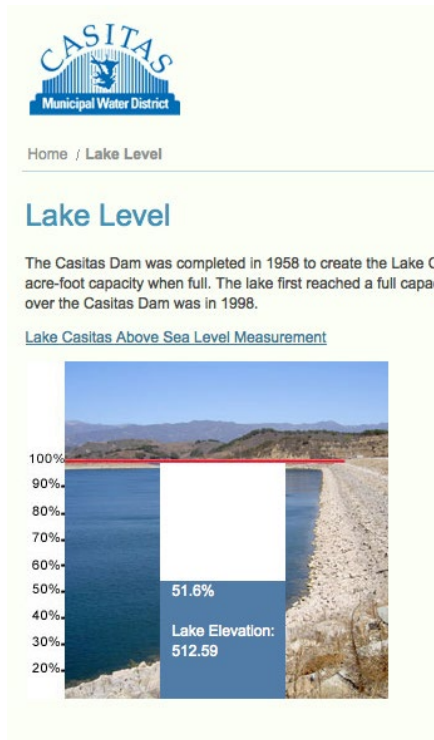 CASITAS
Municipal Water District
Home / Lake Level
Lake Level
The Casitas Dam was completed in 1958 to create the Lake
acre-foot capacity when full. The lake first reached a full
over the Casitas Dam was in 1998.
Lake Casitas Above Sea Level Measurement
100%
90%
80%
70%
60%
50%
40%
30%
20%
51.6%
Lake Elevation:
512.59